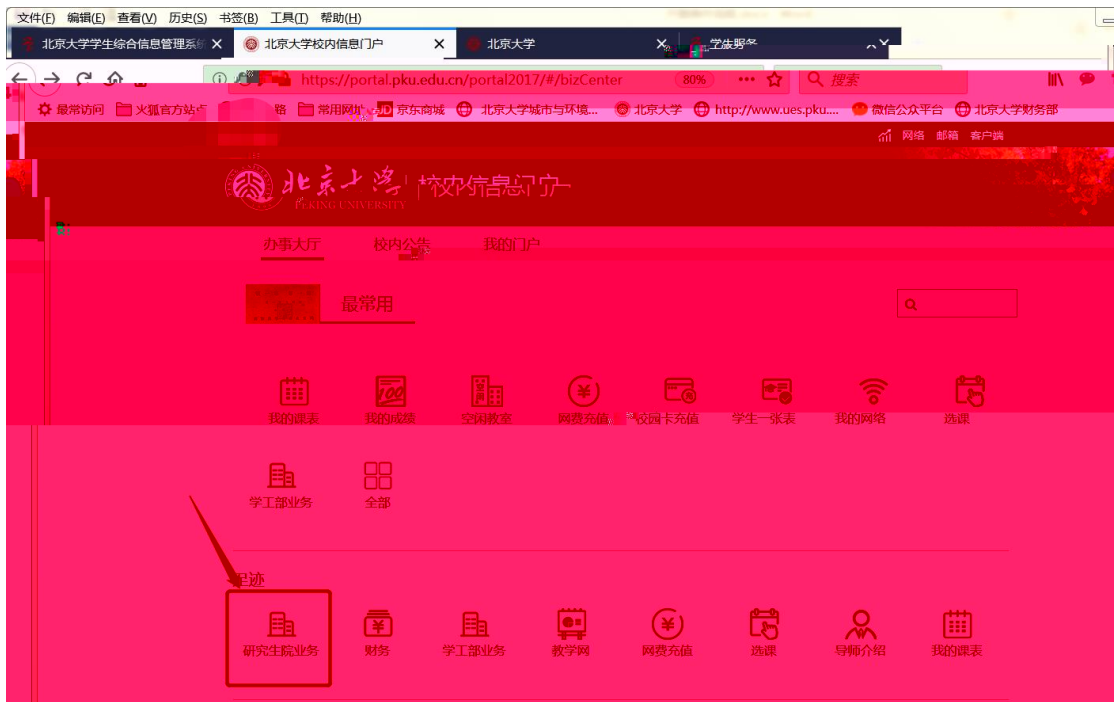 文件(F) 编辑(E) 查看(V) 历史(S) 书签(B) 工具(T) 帮助(H)
北京大学学生综合信息管理系统 北京大学校内信息门户 北京大学 学生服务
https://portal.pku.edu.cn/portal2017/#/bizCenter 80% 搜索
最常访问 火狐官方站点 常用网址 JD 京东商城 北京大学城市与环境... 北京大学 http://www.ues.pku.... 微信公众平台 北京大学财务部
网络 邮箱 客户端
北京大学 校内信息门户
PEKING UNIVERSITY
办事大厅 校内公告 我的门户
最常用
我的课表 我的成绩 空闲教室 网费充值 校园卡充值 学生一张表 我的网络 选课
学工部业务 全部
足迹
研究生院业务 财务 学工部业务 教学网 网费充值 选课 导师介绍 我的课表